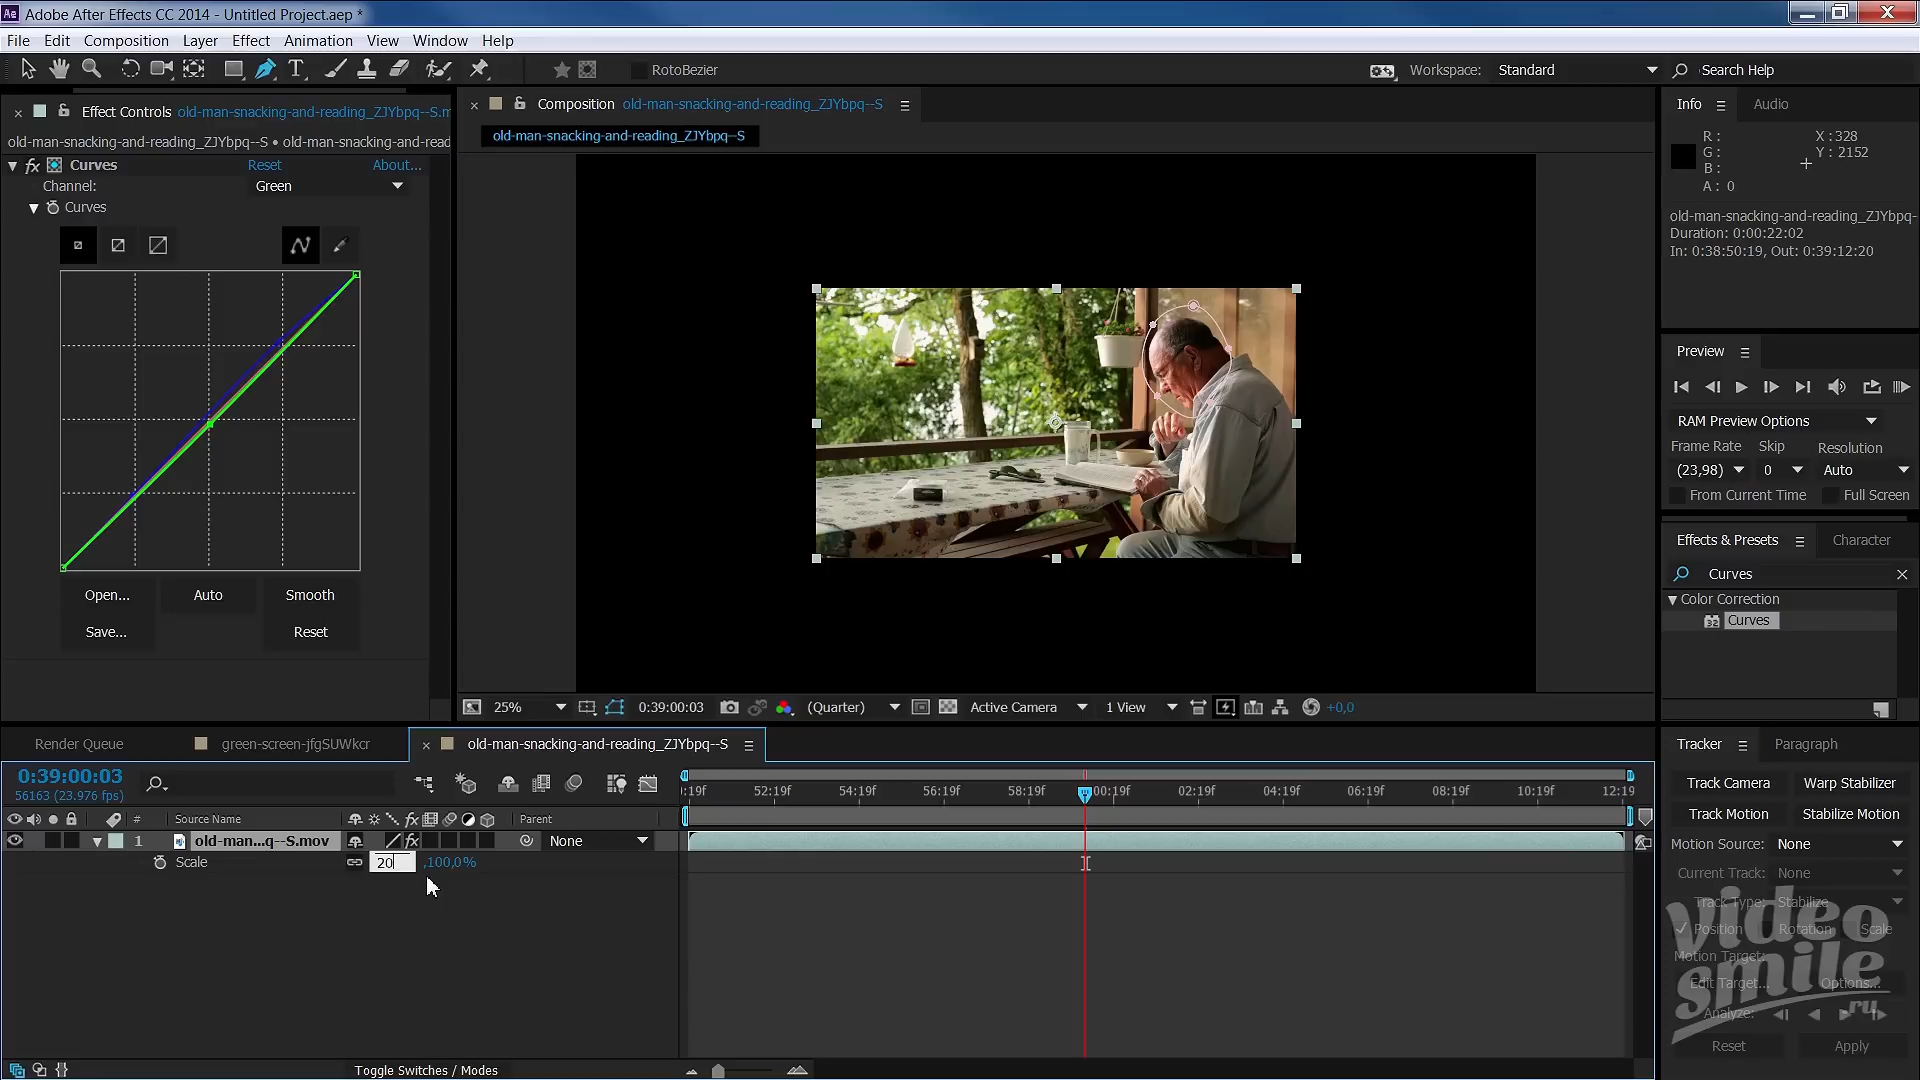 Adobe After Effects CC 2014 - Untitled Project.aep *
File Edit Composition Layer Effect Animation View Window Help
RotoBezier
Workspace: Standard
Search Help
Effect Controls old-man-snacking-and-reading_ZJYbpq--S.m
old-man-snacking-and-reading_ZJYbpq--S • old-man-snacking-and-read
fx Curves Reset About...
Channel: Green
Curves
Open... Auto Smooth
Save... Reset
Composition old-man-snacking-and-reading_ZJYbpq--S
old-man-snacking-and-reading_ZJYbpq--S
25% 0:39:00:03 (Quarter) Active Camera 1 View +0,0
Info Audio
R : X : 328
G : Y : 2152
B :
A : 0
old-man-snacking-and-reading_ZJYbpq-
Duration: 0:00:22:02
In: 0:38:50:19, Out: 0:39:12:20
Preview
RAM Preview Options
Frame Rate Skip Resolution
(23,98) 0 Auto
From Current Time Full Screen
Effects & Presets Character
Curves
Color Correction
32 Curves
Render Queue green-screen-jfgSUWkcr old-man-snacking-and-reading_ZJYbpq--S
0:39:00:03
56163 (23.976 fps)
:19f 52:19f 54:19f 56:19f 58:19f 00:19f 02:19f 04:19f 06:19f 08:19f 10:19f 12:19
# Source Name fx Parent
1 old-man...q--S.mov fx None
Scale 20 ,100,0%
Toggle Switches / Modes
Tracker Paragraph
Track Camera Warp Stabilizer
Track Motion Stabilize Motion
Motion Source: None
Current Track: None
Track Type: Stabilize
Position Rotation Scale
Motion Target:
Edit Target... Options...
Analyze:
Reset Apply
video
smile
.ru